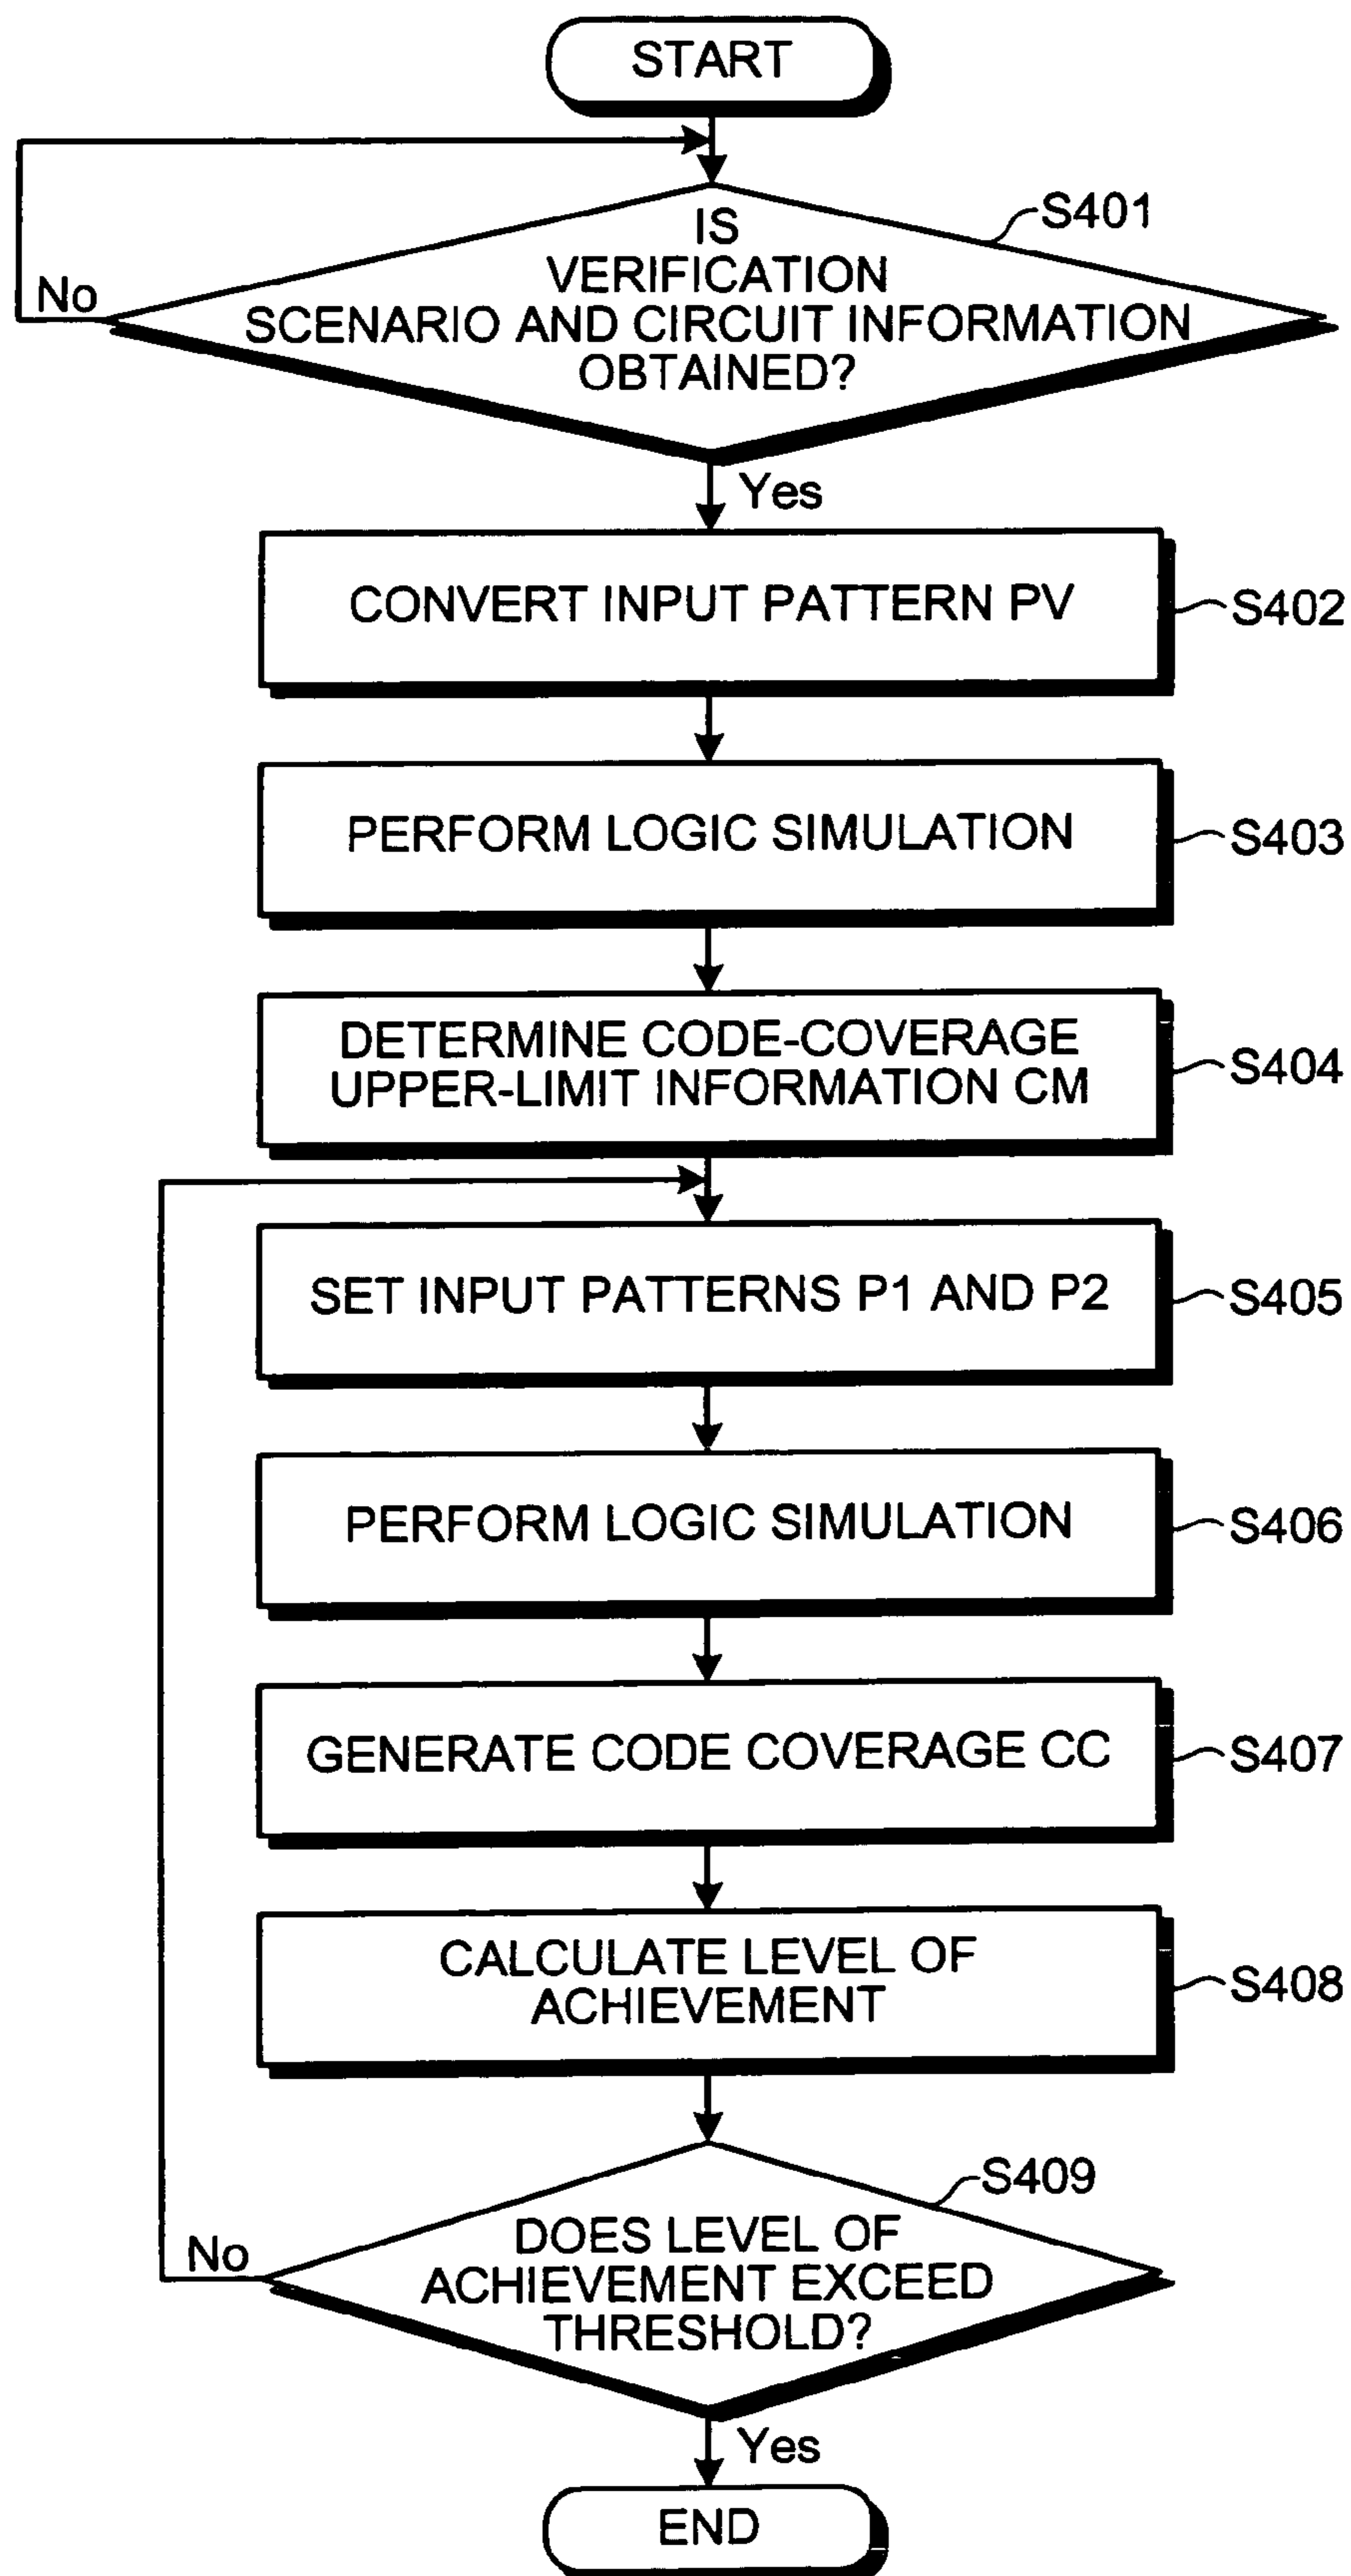 START
S401
IS
VERIFICATION
SCENARIO AND CIRCUIT INFORMATION
OBTAINED?
No
Yes
CONVERT INPUT PATTERN PV
S402
PERFORM LOGIC SIMULATION
S403
DETERMINE CODE-COVERAGE
UPPER-LIMIT INFORMATION CM
S404
SET INPUT PATTERNS P1 AND P2
S405
PERFORM LOGIC SIMULATION
S406
GENERATE CODE COVERAGE CC
S407
CALCULATE LEVEL OF
ACHIEVEMENT
S408
S409
DOES LEVEL OF
ACHIEVEMENT EXCEED
THRESHOLD?
No
Yes
END